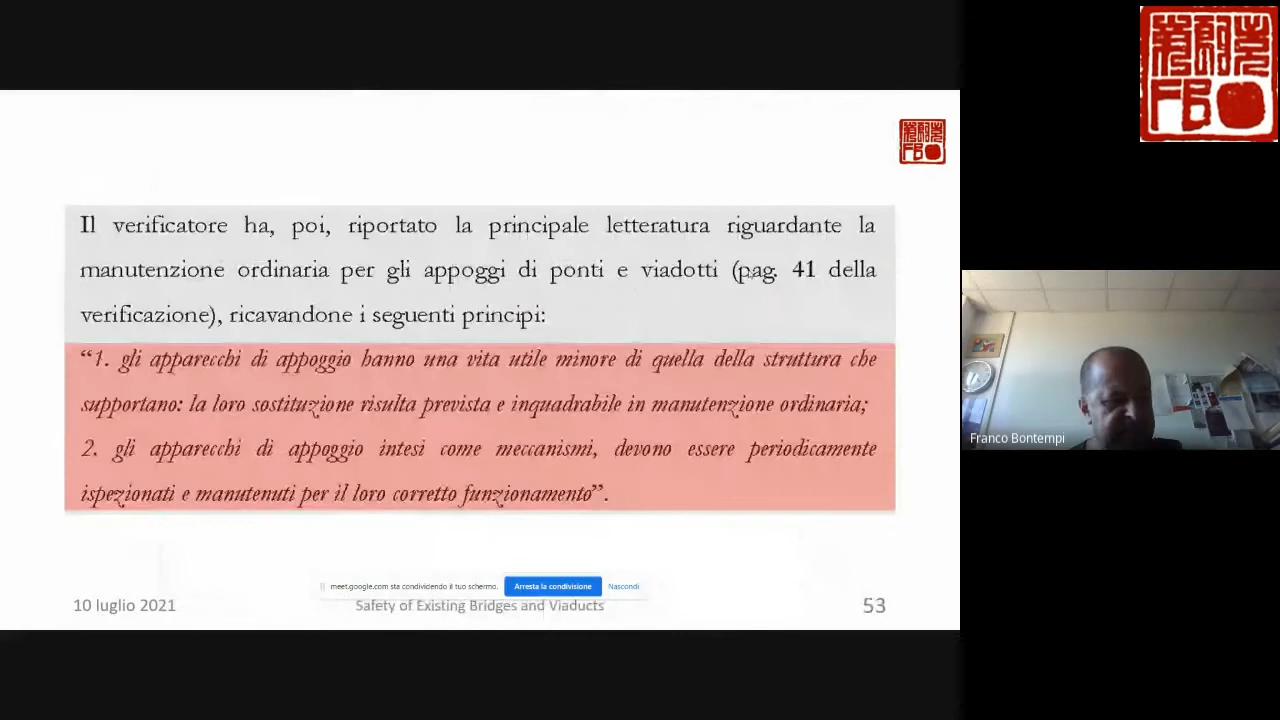 Il verificatore ha, poi, riportato la principale letteratura riguardante la
manutenzione ordinaria per gli appoggi di ponti e viadotti (pag. 41 della
verificazione), ricavandone i seguenti principi:
“1. gli apparecchi di appoggio hanno una vita utile minore di quella della struttura che
supportano: la loro sostituzione risulta prevista e inquadrabile in manutenzione ordinaria;
2. gli apparecchi di appoggio intesi come meccanismi, devono essere periodicamente
ispezionati e manutenuti per il loro corretto funzionamento”.
meet.google.com sta condividendo il tuo schermo. Arresta la condivisione Nascondi
10 luglio 2021 Safety of Existing Bridges and Viaducts 53
Franco Bontempi
FB
FB